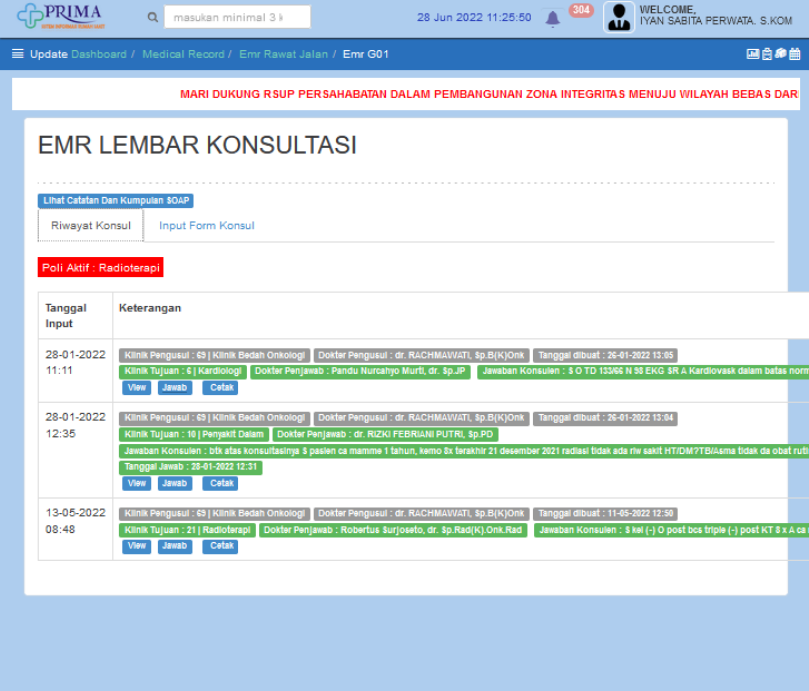 PRIMA
masukan minimal 3 k
28 Jun 2022 11:25:50
304
WELCOME,
IYAN SABITA PERWATA. S.KOM
Update Dashboard / Medical Record / Emr Rawat Jalan / Emr G01
MARI DUKUNG RSUP PERSAHABATAN DALAM PEMBANGUNAN ZONA INTEGRITAS MENUJU WILAYAH BEBAS DARI
EMR LEMBAR KONSULTASI
Lihat Catatan Dan Kumpulan SOAP
Riwayat Konsul Input Form Konsul
Poli Aktif : Radioterapi
Tanggal Input Keterangan
28-01-2022 11:11
Klinik Pengusul : 69 | Klinik Bedah Onkologi Dokter Pengusul : dr. RACHMAWATI, Sp.B(K)Onk Tanggal dibuat : 26-01-2022 13:05
Klinik Tujuan : 6 | Kardiologi Dokter Penjawab : Pandu Nurcahyo Murti, dr. Sp.JP Jawaban Konsulen : S O TD 133/66 N 98 EKG SR A Kardiovask dalam batas norm
View Jawab Cetak
28-01-2022 12:35
Klinik Pengusul : 69 | Klinik Bedah Onkologi Dokter Pengusul : dr. RACHMAWATI, Sp.B(K)Onk Tanggal dibuat : 26-01-2022 13:04
Klinik Tujuan : 10 | Penyakit Dalam Dokter Penjawab : dr. RIZKI FEBRIANI PUTRI, Sp.PD
Jawaban Konsulen : btk atas konsultasinya S pasien ca mamme 1 tahun, kemo 8x terakhir 21 desember 2021 radiasi tidak ada riw sakit HT/DM?TB/Asma tidak da obat ruti
Tanggal Jawab : 28-01-2022 12:31
View Jawab Cetak
13-05-2022 08:48
Klinik Pengusul : 69 | Klinik Bedah Onkologi Dokter Pengusul : dr. RACHMAWATI, Sp.B(K)Onk Tanggal dibuat : 11-05-2022 12:50
Klinik Tujuan : 21 | Radioterapi Dokter Penjawab : Robertus Surjoseto, dr. Sp.Rad(K).Onk.Rad Jawaban Konsulen : S kel (-) O post bcs triple (-) post KT 8 x A ca
View Jawab Cetak